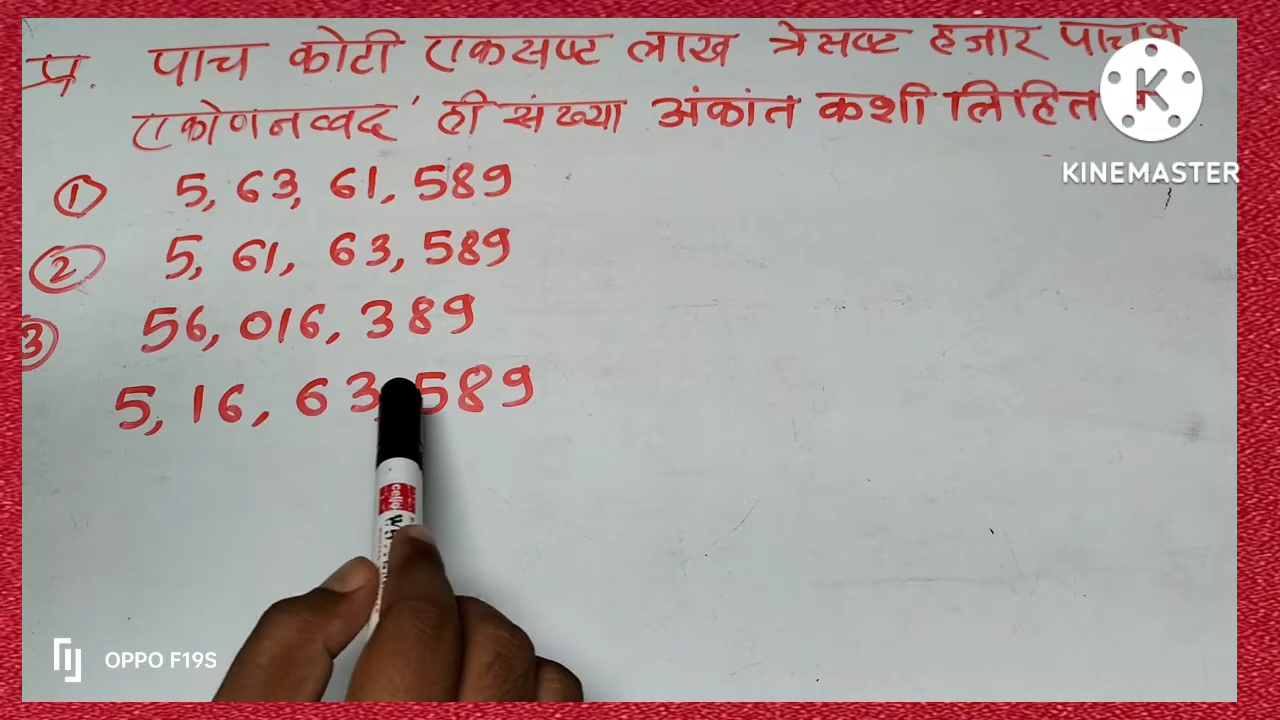 प्र. पाच कोटी एकसष्ट लाख त्रेसष्ट हजार पाचशे
एकोणनव्वद' ही संख्या अंकांत कशी लिहित
① 5, 63, 61, 589
② 5, 61, 63, 589
③ 56, 016, 389
5, 16, 63, 589
K
KINEMASTER
cello
OPPO F19S